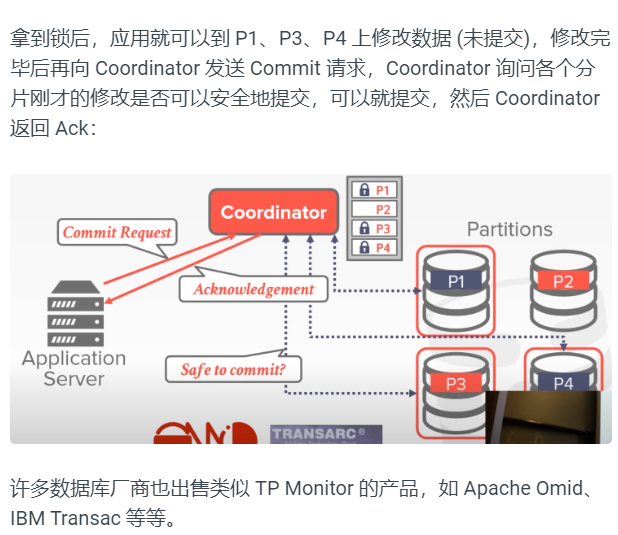 拿到锁后，应用就可以到 P1、P3、P4 上修改数据 (未提交)，修改完
毕后再向 Coordinator 发送 Commit 请求，Coordinator 询问各个分
片刚才的修改是否可以安全地提交，可以就提交，然后 Coordinator
返回 Ack：
Coordinator
P1
P2
P3
P4
Commit Request
Partitions
Acknowledgement
P1
P2
Application
Server
Safe to commit?
P3
P4
TRANSARC®
许多数据库厂商也出售类似 TP Monitor 的产品，如 Apache Omid、
IBM Transac 等等。